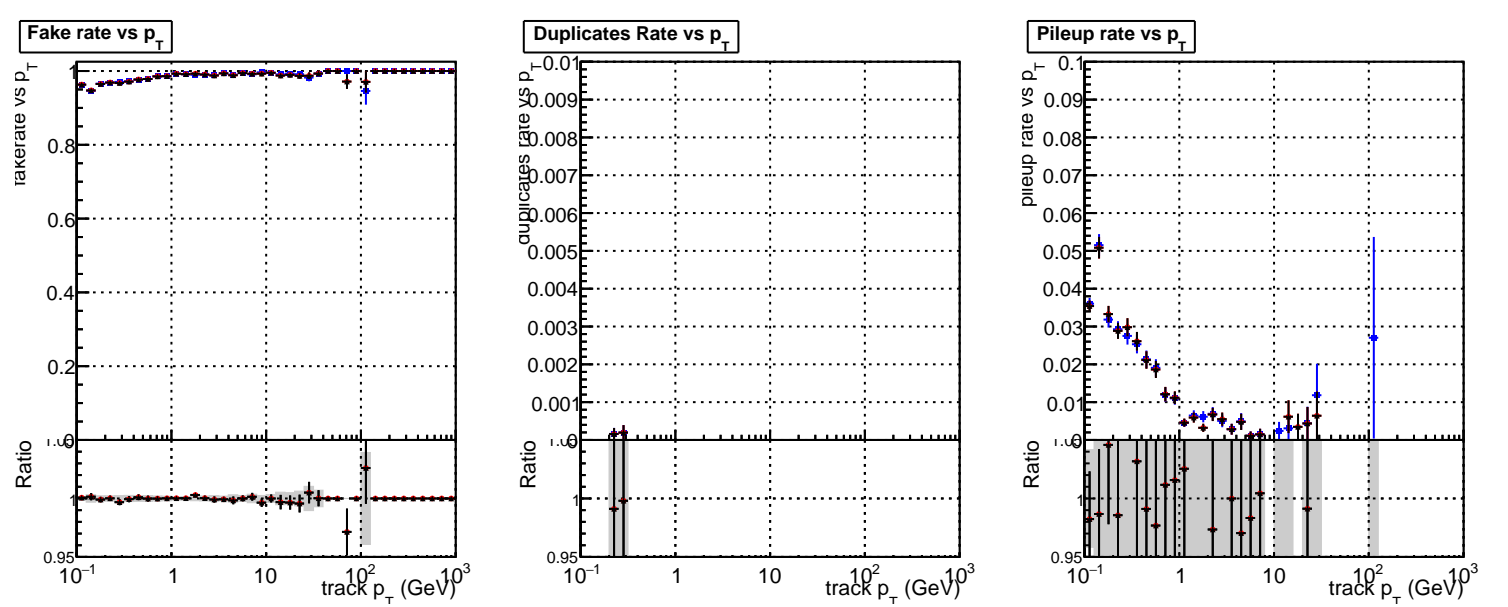 Fake rate vs p_T
fakerate vs p_T
1
0.8
0.6
0.4
0.2
Ratio
1
0.95
10^−1 1 10 10^2 10^3
track p_T (GeV)
Duplicates Rate vs p_T
duplicates rate vs p_T
0.01
0.009
0.008
0.007
0.006
0.005
0.004
0.003
0.002
0.001
Ratio
1
0.95
10^−1 1 10 10^2 10^3
track p_T (GeV)
Pileup rate vs p_T
pileup rate vs p_T
0.1
0.09
0.08
0.07
0.06
0.05
0.04
0.03
0.02
0.01
Ratio
1
0.95
10^−1 1 10 10^2 10^3
track p_T (GeV)